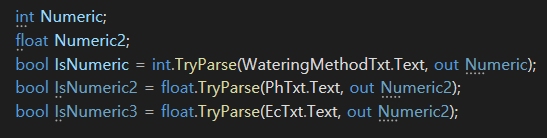 int Numeric;
float Numeric2;
bool IsNumeric = int.TryParse(WateringMethodTxt.Text, out Numeric);
bool IsNumeric2 = float.TryParse(PhTxt.Text, out Numeric2);
bool IsNumeric3 = float.TryParse(EcTxt.Text, out Numeric2);